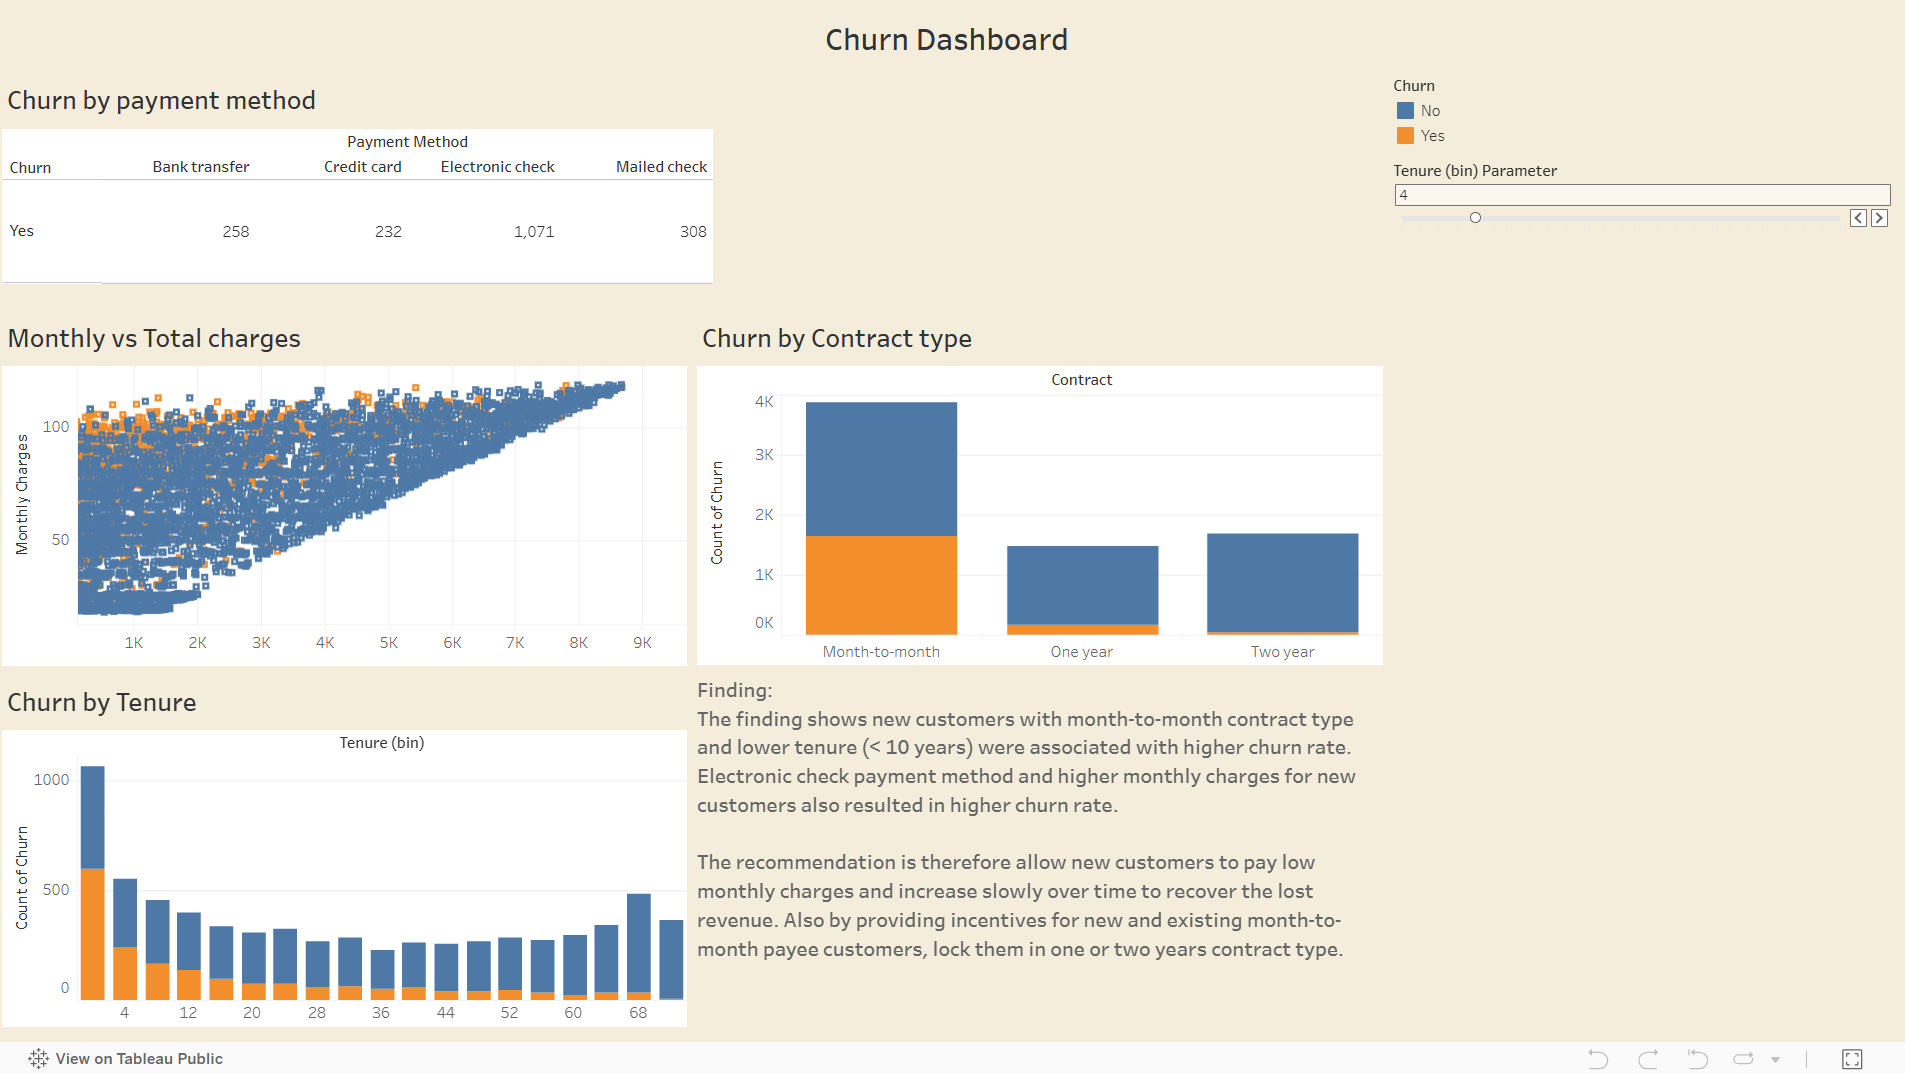 Churn Dashboard
Churn by payment method
Payment Method
Churn Bank transfer Credit card Electronic check Mailed check
Yes 258 232 1,071 308
Churn
No
Yes
Tenure (bin) Parameter
4
Monthly vs Total charges
Monthly Charges
100
50
1K 2K 3K 4K 5K 6K 7K 8K 9K
Churn by Contract type
Contract
Count of Churn
4K
3K
2K
1K
0K
Month-to-month One year Two year
Churn by Tenure
Tenure (bin)
Count of Churn
1000
500
0
4 12 20 28 36 44 52 60 68
Finding:
The finding shows new customers with month-to-month contract type
and lower tenure (< 10 years) were associated with higher churn rate.
Electronic check payment method and higher monthly charges for new
customers also resulted in higher churn rate.
The recommendation is therefore allow new customers to pay low
monthly charges and increase slowly over time to recover the lost
revenue. Also by providing incentives for new and existing month-to-
month payee customers, lock them in one or two years contract type.
View on Tableau Public